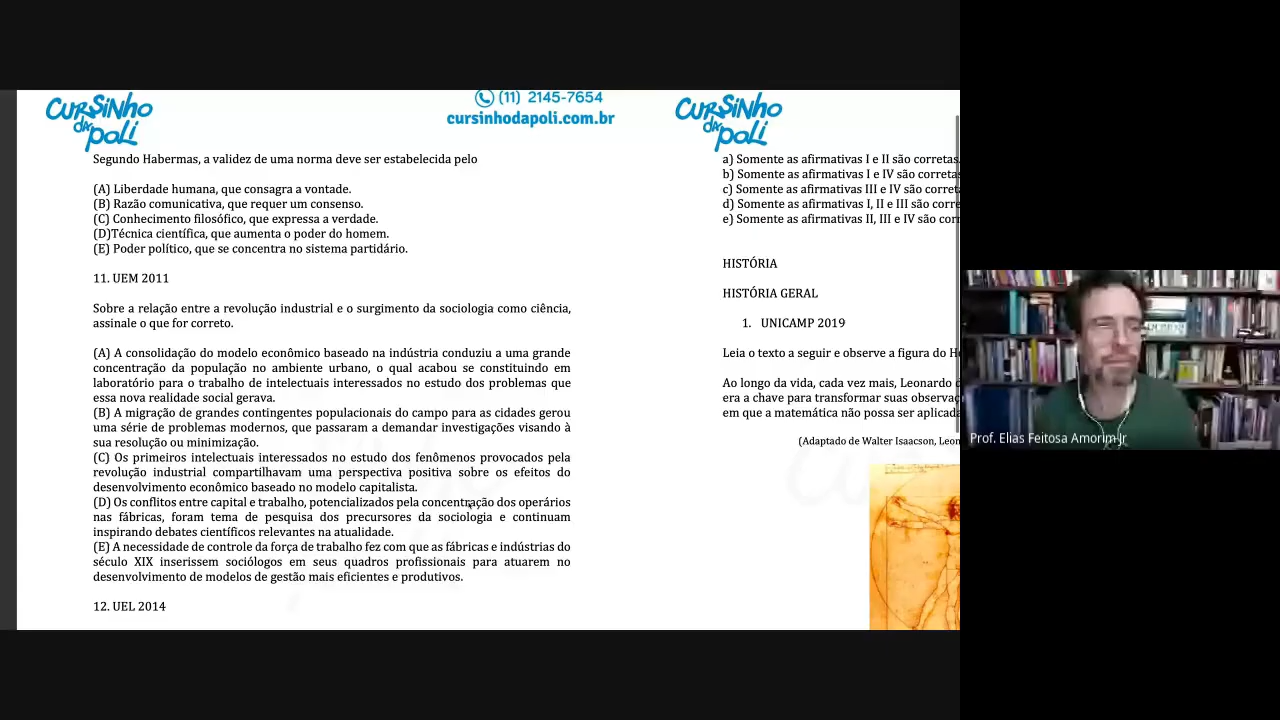 CURSINHO
DA
POLI
(11) 2145-7654
cursinhodapoli.com.br
Segundo Habermas, a validez de uma norma deve ser estabelecida pelo
(A) Liberdade humana, que consagra a vontade.
(B) Razão comunicativa, que requer um consenso.
(C) Conhecimento filosófico, que expressa a verdade.
(D)Técnica científica, que aumenta o poder do homem.
(E) Poder político, que se concentra no sistema partidário.
11. UEM 2011
Sobre a relação entre a revolução industrial e o surgimento da sociologia como ciência,
assinale o que for correto.
(A) A consolidação do modelo econômico baseado na indústria conduziu a uma grande
concentração da população no ambiente urbano, o qual acabou se constituindo em
laboratório para o trabalho de intelectuais interessados no estudo dos problemas que
essa nova realidade social gerava.
(B) A migração de grandes contingentes populacionais do campo para as cidades gerou
uma série de problemas modernos, que passaram a demandar investigações visando à
sua resolução ou minimização.
(C) Os primeiros intelectuais interessados no estudo dos fenômenos provocados pela
revolução industrial compartilhavam uma perspectiva positiva sobre os efeitos do
desenvolvimento econômico baseado no modelo capitalista.
(D) Os conflitos entre capital e trabalho, potencializados pela concentração dos operários
nas fábricas, foram tema de pesquisa dos precursores da sociologia e continuam
inspirando debates científicos relevantes na atualidade.
(E) A necessidade de controle da força de trabalho fez com que as fábricas e indústrias do
século XIX inserissem sociólogos em seus quadros profissionais para atuarem no
desenvolvimento de modelos de gestão mais eficientes e produtivos.
12. UEL 2014
CURSINHO
DA
POLI
a) Somente as afirmativas I e II são corretas.
b) Somente as afirmativas I e IV são corretas
c) Somente as afirmativas III e IV são corret
d) Somente as afirmativas I, II e III são corre
e) Somente as afirmativas II, III e IV são cor
HISTÓRIA
HISTÓRIA GERAL
1. UNICAMP 2019
Leia o texto a seguir e observe a figura do H
Ao longo da vida, cada vez mais, Leonardo d
era a chave para transformar suas observaç
em que a matemática não possa ser aplicada
(Adaptado de Walter Isaacson, Leon
Prof. Elias Feitosa Amorim Jr